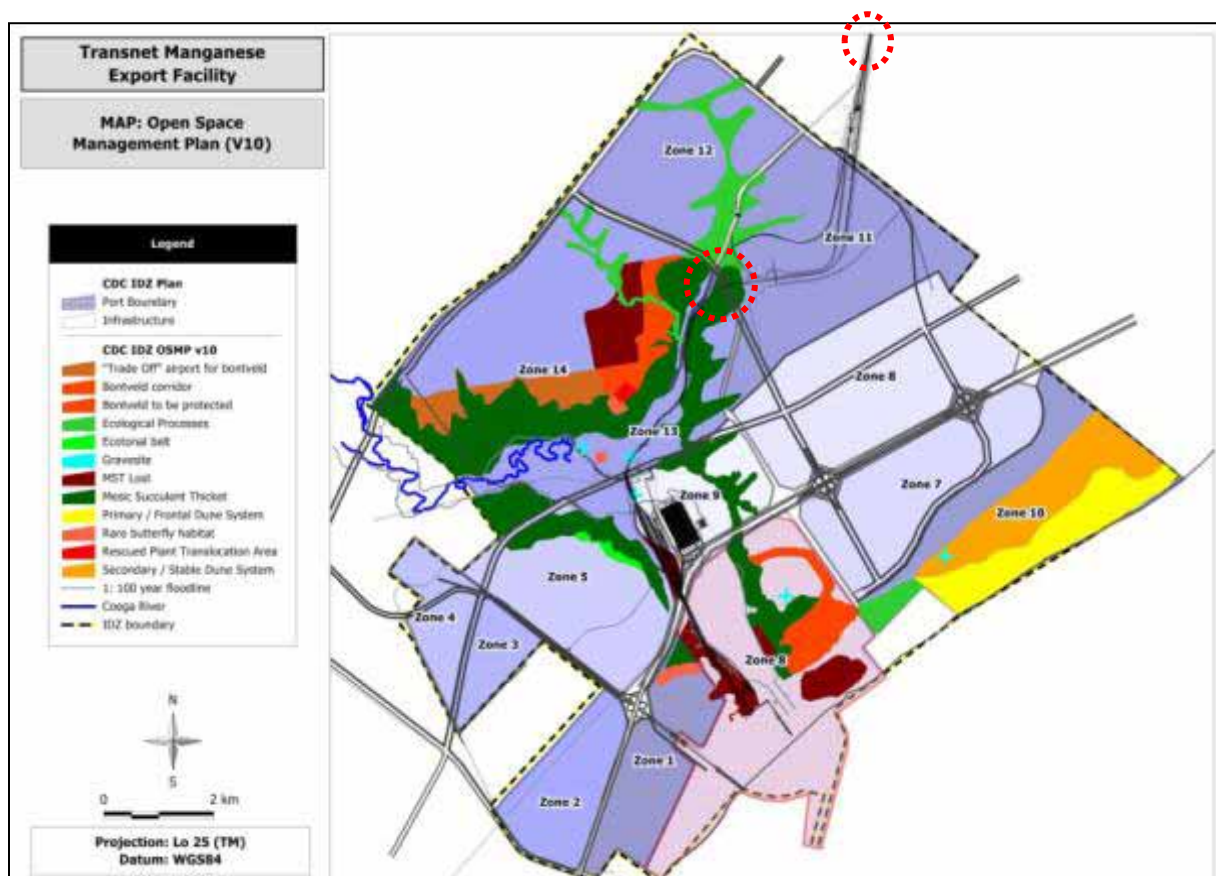 Transnet Manganese
Export Facility
MAP: Open Space
Management Plan (V10)
Legend
CDC IDZ Plan
Port Boundary
Infrastructure
CDC IDZ OSMP v10
"Trade Off" airport for bontveld
Bontveld corridor
Bontveld to be protected
Ecological Processes
Ecotonal belt
Gravesite
MST Lost
Mesic Succulent Thicket
Primary / Frontal Dune System
Rare butterfly habitat
Rescued Plant Translocation Area
Secondary / Stable Dune System
1: 100 year floodline
Coega River
IDZ boundary
N
S
0 2 km
Projection: Lo 25 (TM)
Datum: WGS84
Zone 12
Zone 11
Zone 14
Zone 8
Zone 13
Zone 9
Zone 7
Zone 10
Zone 5
Zone 4
Zone 3
Zone 8
Zone 1
Zone 2